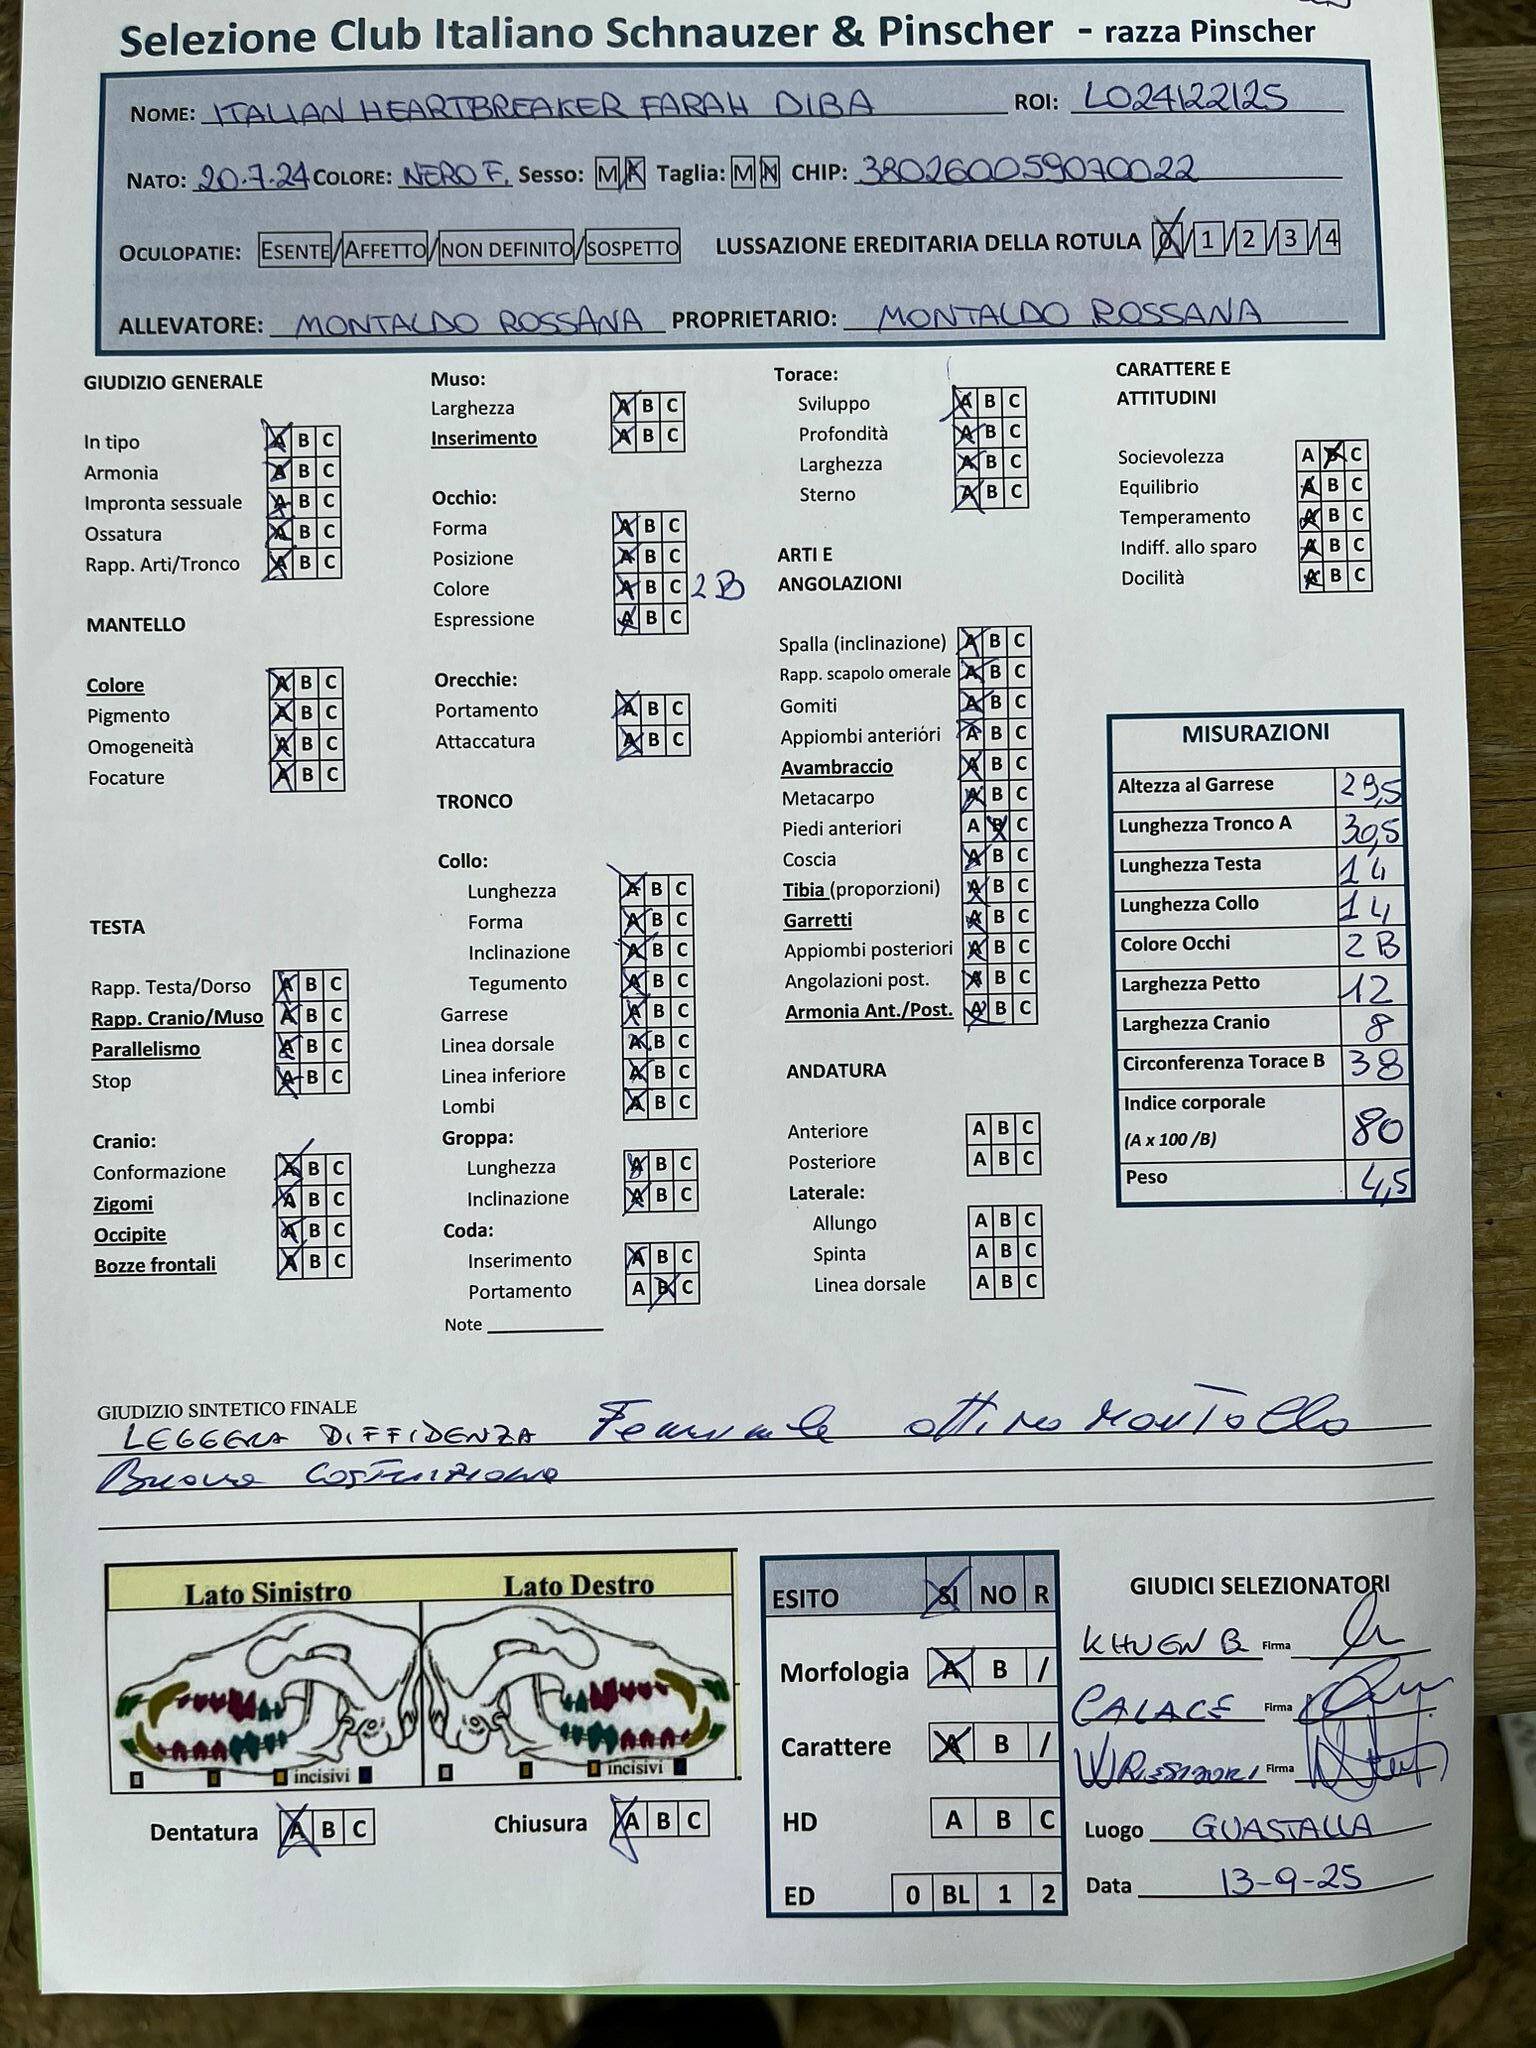 Selezione Club Italiano Schnauzer & Pinscher - razza Pinscher
NOME: ITALIAN HEARTBREAKER FARAH DIBA ROI: LO24122125
NATO: 20.7.24 COLORE: NERO F. Sesso: M Taglia: M CHIP: 380260059070022
OCULOPATIE: ESENTE/AFFETTO/NON DEFINITO/SOSPETTO LUSSAZIONE EREDITARIA DELLA ROTULA 0/1/2/3/4
ALLEVATORE: MONTALDO ROSSANA PROPRIETARIO: MONTALDO ROSSANA
GIUDIZIO GENERALE
In tipo A B C
Armonia A B C
Impronta sessuale A B C
Ossatura A B C
Rapp. Arti/Tronco A B C
MANTELLO
Colore A B C
Pigmento A B C
Omogeneità A B C
Focature A B C
TESTA
Rapp. Testa/Dorso A B C
Rapp. Cranio/Muso A B C
Parallelismo A B C
Stop A B C
Cranio:
Conformazione A B C
Zigomi A B C
Occipite A B C
Bozze frontali A B C
Muso:
Larghezza A B C
Inserimento A B C
Occhio:
Forma A B C
Posizione A B C
Colore A B C 2B
Espressione A B C
Orecchie:
Portamento A B C
Attaccatura A B C
TRONCO
Collo:
Lunghezza A B C
Forma A B C
Inclinazione A B C
Tegumento A B C
Garrese A B C
Linea dorsale A B C
Linea inferiore A B C
Lombi A B C
Groppa:
Lunghezza A B C
Inclinazione A B C
Coda:
Inserimento A B C
Portamento A B C
Note
Torace:
Sviluppo A B C
Profondità A B C
Larghezza A B C
Sterno A B C
ARTI E
ANGOLAZIONI
Spalla (inclinazione) A B C
Rapp. scapolo omerale A B C
Gomiti A B C
Appiombi anteriori A B C
Avambraccio A B C
Metacarpo A B C
Piedi anteriori A B C
Coscia A B C
Tibia (proporzioni) A B C
Garretti A B C
Appiombi posteriori A B C
Angolazioni post. A B C
Armonia Ant./Post. A B C
ANDATURA
Anteriore A B C
Posteriore A B C
Laterale:
Allungo A B C
Spinta A B C
Linea dorsale A B C
CARATTERE E
ATTITUDINI
Socievolezza A B C
Equilibrio A B C
Temperamento A B C
Indiff. allo sparo A B C
Docilità A B C
MISURAZIONI
Altezza al Garrese 29,5
Lunghezza Tronco A 30,5
Lunghezza Testa 14
Lunghezza Collo 14
Colore Occhi 2B
Larghezza Petto 12
Larghezza Cranio 8
Circonferenza Torace B 38
Indice corporale
(A x 100 /B) 80
Peso 4,5
GIUDIZIO SINTETICO FINALE
LEGGERA DIFFIDENZA ottimo Mantello
Buona costruzione
Lato Sinistro Lato Destro
incisivi incisivi
Dentatura A B C Chiusura A B C
ESITO SI NO R
Morfologia A B /
Carattere A B /
HD A B C
ED 0 BL 1 2
GIUDICI SELEZIONATORI
KHUEN B. Firma
CALACE Firma
Firma
Luogo GUASTALLA
Data 13-9-25